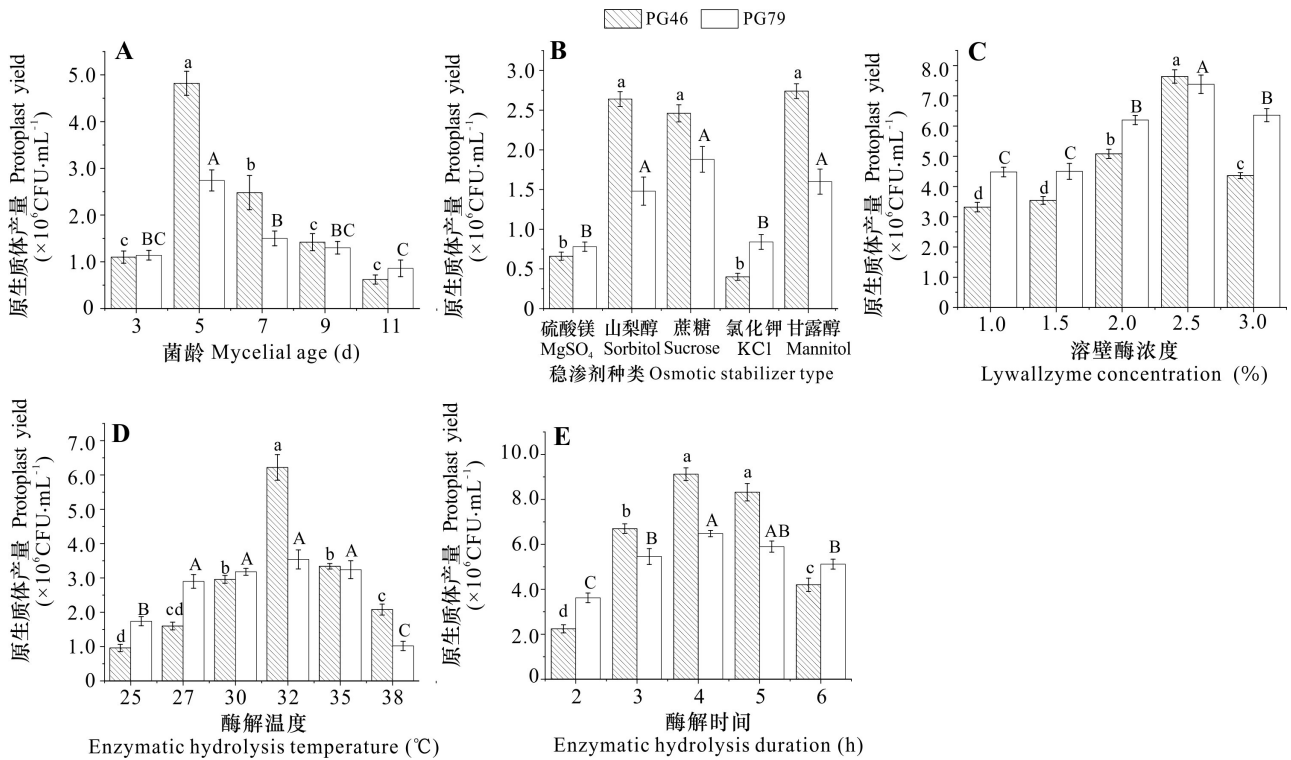 PG46 PG79
A
原生质体产量 Protoplast yield
(×10⁶CFU·mL⁻¹)
5.0
4.0
3.0
2.0
1.0
0
c BC a A b B c BC c C
3 5 7 9 11
菌龄 Mycelial age (d)
B
原生质体产量 Protoplast yield
(×10⁶CFU·mL⁻¹)
3.0
2.5
2.0
1.5
1.0
0.5
0
b B a A a A b B a A
硫酸镁 山梨醇 蔗糖 氯化钾 甘露醇
MgSO₄ Sorbitol Sucrose KCl Mannitol
稳渗剂种类 Osmotic stabilizer type
C
原生质体产量 Protoplast yield
(×10⁶CFU·mL⁻¹)
8.0
7.0
6.0
5.0
4.0
3.0
2.0
1.0
0
d C d C b B a A c B
1.0 1.5 2.0 2.5 3.0
溶壁酶浓度
Lywallzyme concentration (%)
D
原生质体产量 Protoplast yield
(×10⁶CFU·mL⁻¹)
7.0
6.0
5.0
4.0
3.0
2.0
1.0
0
d B cd A b A a A b A c C
25 27 30 32 35 38
酶解温度
Enzymatic hydrolysis temperature (℃)
E
原生质体产量 Protoplast yield
(×10⁶CFU·mL⁻¹)
10.0
8.0
6.0
4.0
2.0
0
d C b B a A a AB c B
2 3 4 5 6
酶解时间
Enzymatic hydrolysis duration (h)